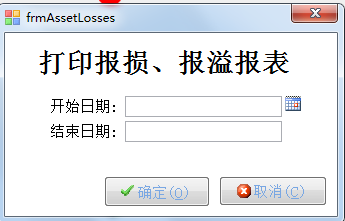 frmAssetLosses
打印报损、报溢报表
开始日期：
结束日期：
确定(O)
取消(C)